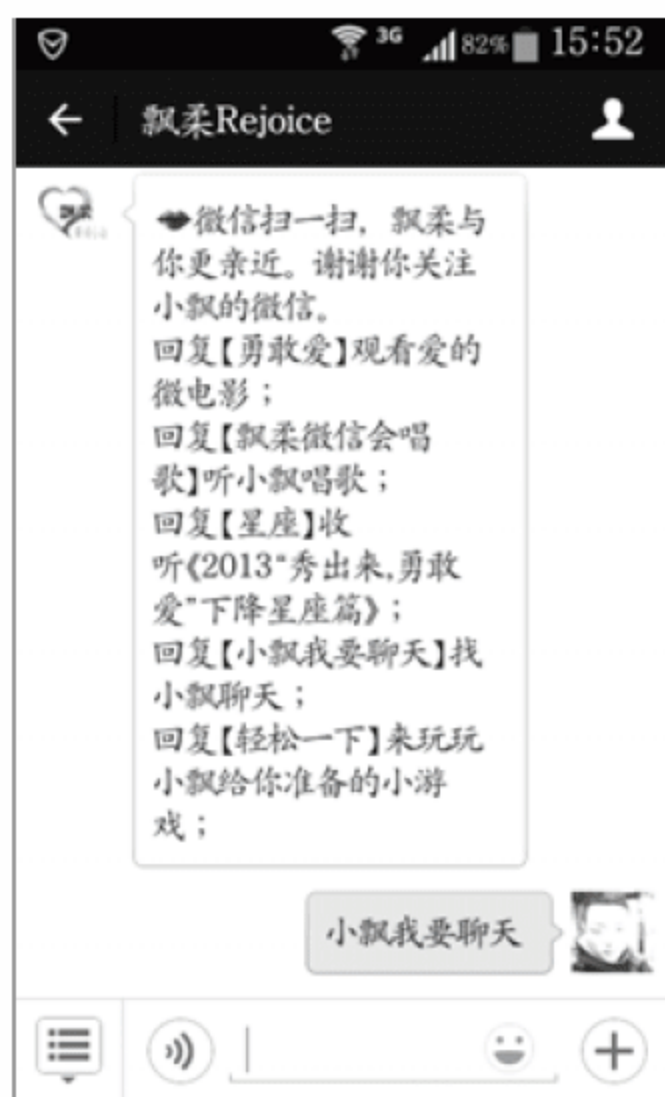 3G 82% 15:52
飘柔Rejoice
飘柔
微信扫一扫，飘柔与
你更亲近。谢谢你关注
小飘的微信。
回复【勇敢爱】观看爱的
微电影；
回复【飘柔微信会唱
歌】听小飘唱歌；
回复【星座】收
听《2013“秀出来,勇敢
爱”下降星座篇》；
回复【小飘我要聊天】找
小飘聊天；
回复【轻松一下】来玩玩
小飘给你准备的小游
戏；
小飘我要聊天